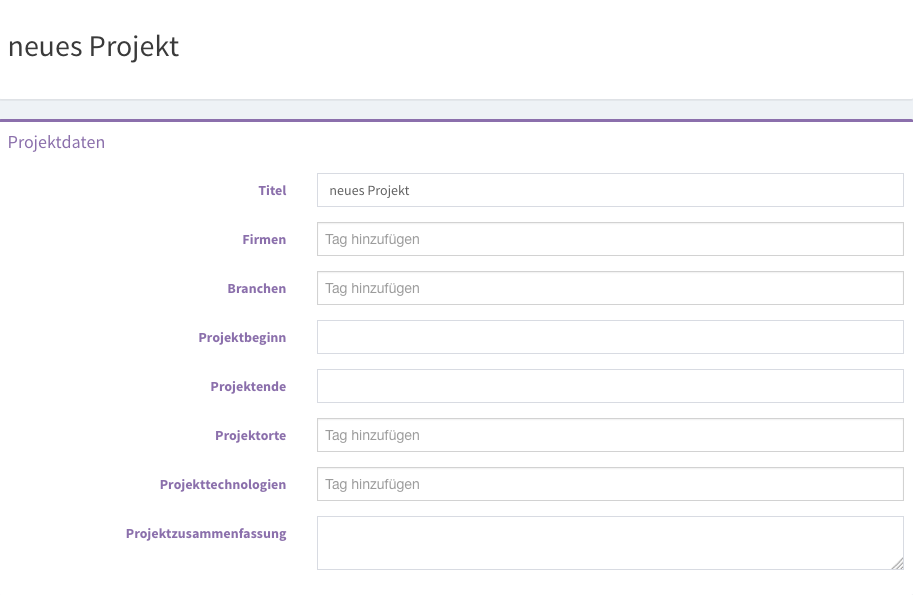 neues Projekt
Projektdaten
Titel neues Projekt
Firmen Tag hinzufügen
Branchen Tag hinzufügen
Projektbeginn
Projektende
Projektorte Tag hinzufügen
Projekttechnologien Tag hinzufügen
Projektzusammenfassung